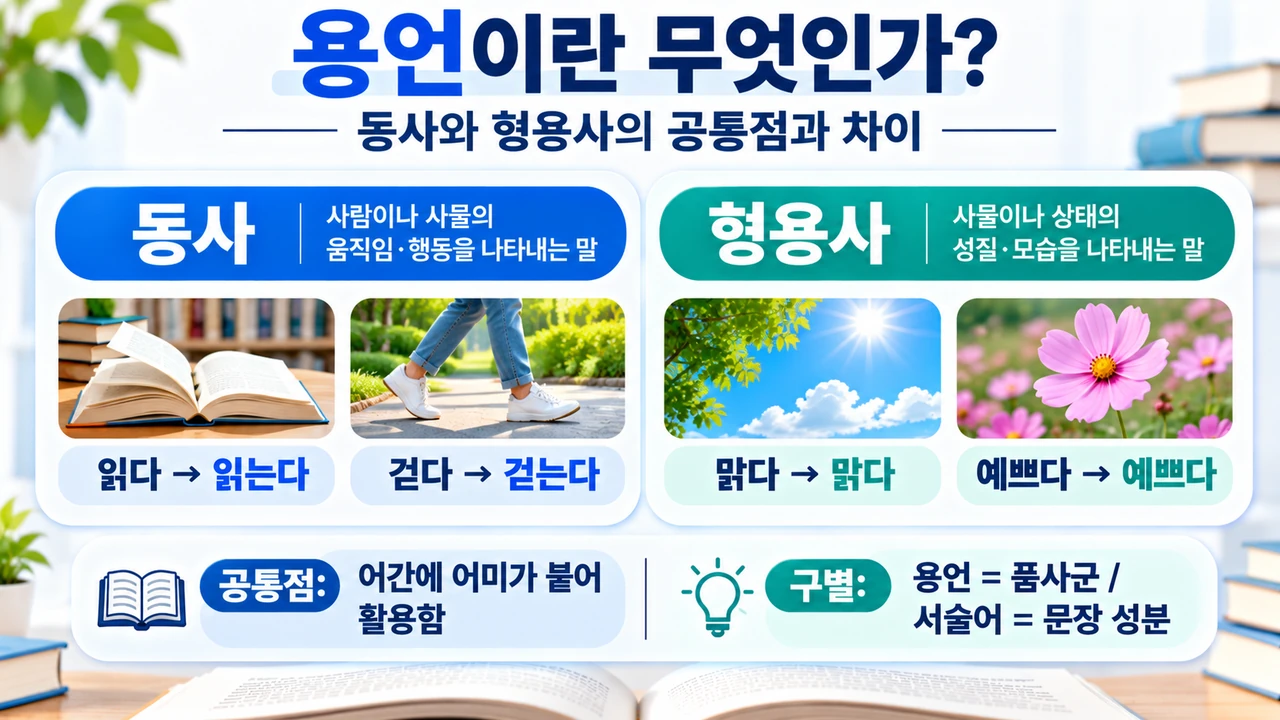 용언이란 무엇인가?
동사와 형용사의 공통점과 차이
동사
사람이나 사물의
움직임·행동을 나타내는 말
형용사
사물이나 상태의
성질·모습을 나타내는 말
읽다 → 읽는다
걷다 → 걷는다
맑다 → 맑다
예쁘다 → 예쁘다
공통점:
어간에 어미가 붙어
활용함
구별:
용언 = 품사군 /
서술어 = 문장 성분